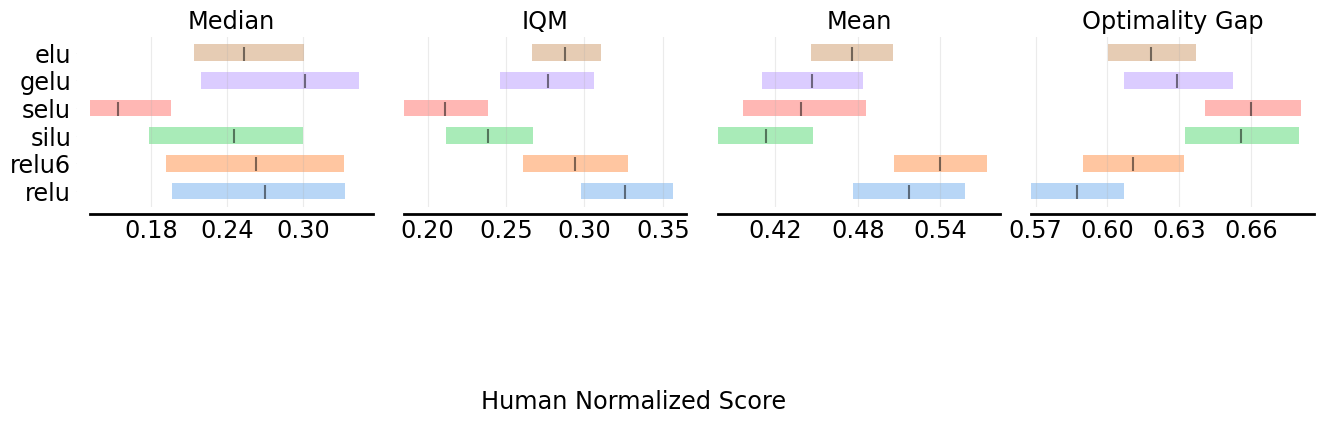 Median IQM Mean Optimality Gap
elu
gelu
selu
silu
relu6
relu
0.18 0.24 0.30 0.20 0.25 0.30 0.35 0.42 0.48 0.54 0.57 0.60 0.63 0.66
Human Normalized Score